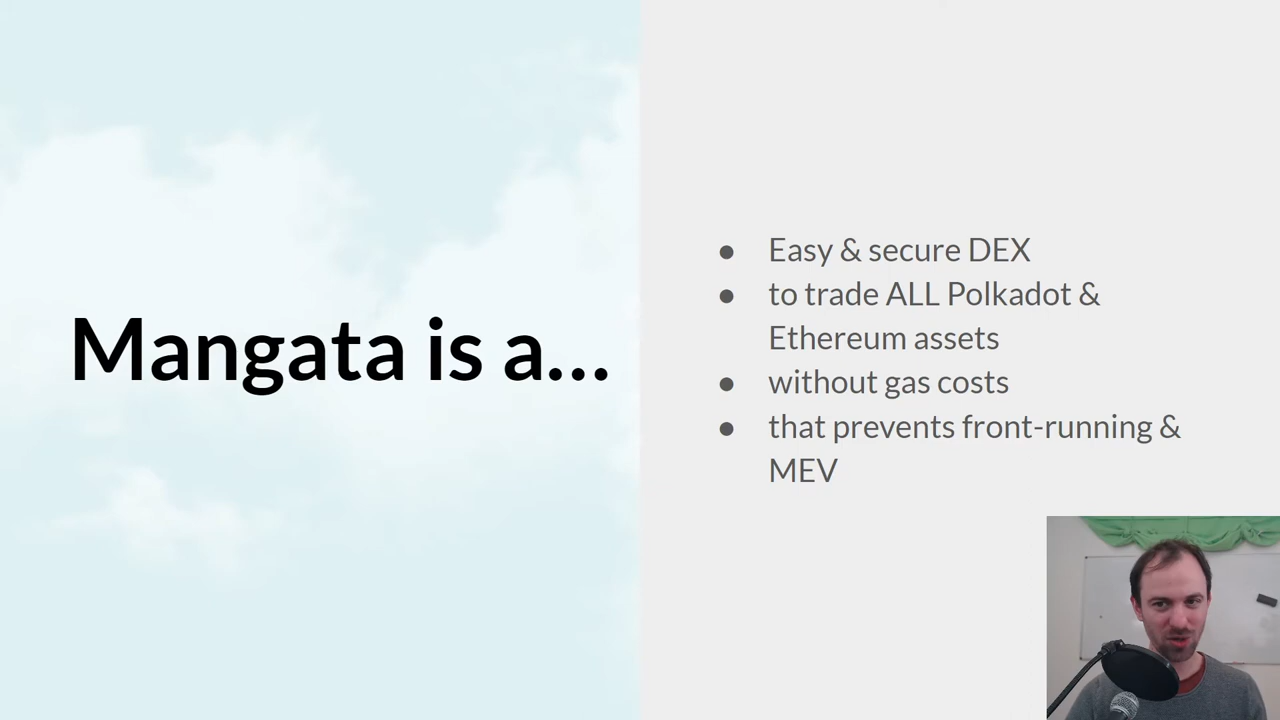 Mangata is a...
● Easy & secure DEX
● to trade ALL Polkadot &
Ethereum assets
● without gas costs
● that prevents front-running &
MEV